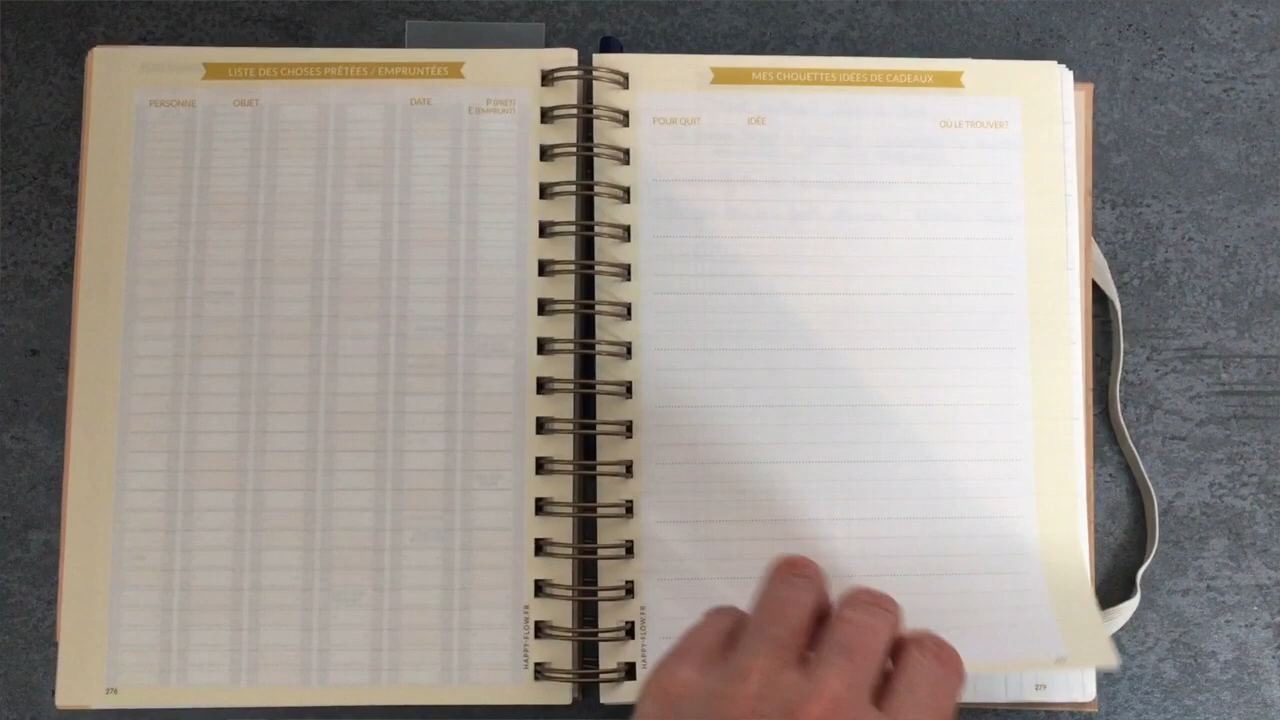 LISTE DES CHOSES PRÊTÉES / EMPRUNTÉES
PERSONNE OBJET DATE P (PRÊT)
E (EMPRUNT)
HAPPY-FLOW.FR
276
MES CHOUETTES IDÉES DE CADEAUX
POUR QUI? IDÉE OÙ LE TROUVER?
HAPPY-FLOW.FR
279